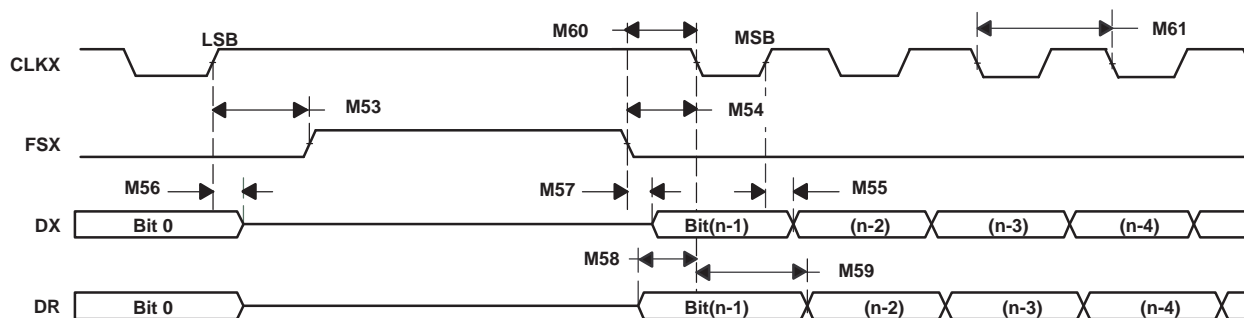 LSB M60 MSB M61
CLKX
M53 M54
FSX
M56 M57 M55
DX Bit 0 Bit(n-1) (n-2) (n-3) (n-4)
M58 M59
DR Bit 0 Bit(n-1) (n-2) (n-3) (n-4)